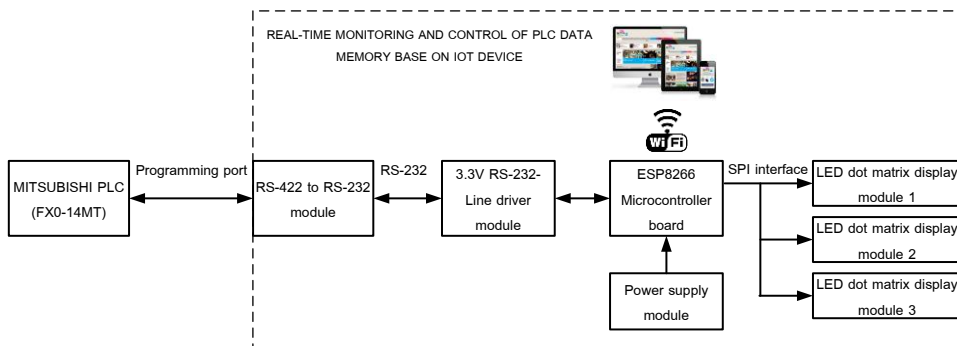 REAL-TIME MONITORING AND CONTROL OF PLC DATA
MEMORY BASE ON IOT DEVICE
Wi Fi
Programming port
RS-232
SPI interface
MITSUBISHI PLC
(FX0-14MT)
RS-422 to RS-232
module
3.3V RS-232-
Line driver
module
ESP8266
Microcontroller
board
LED dot matrix display
module 1
LED dot matrix display
module 2
LED dot matrix display
module 3
Power supply
module